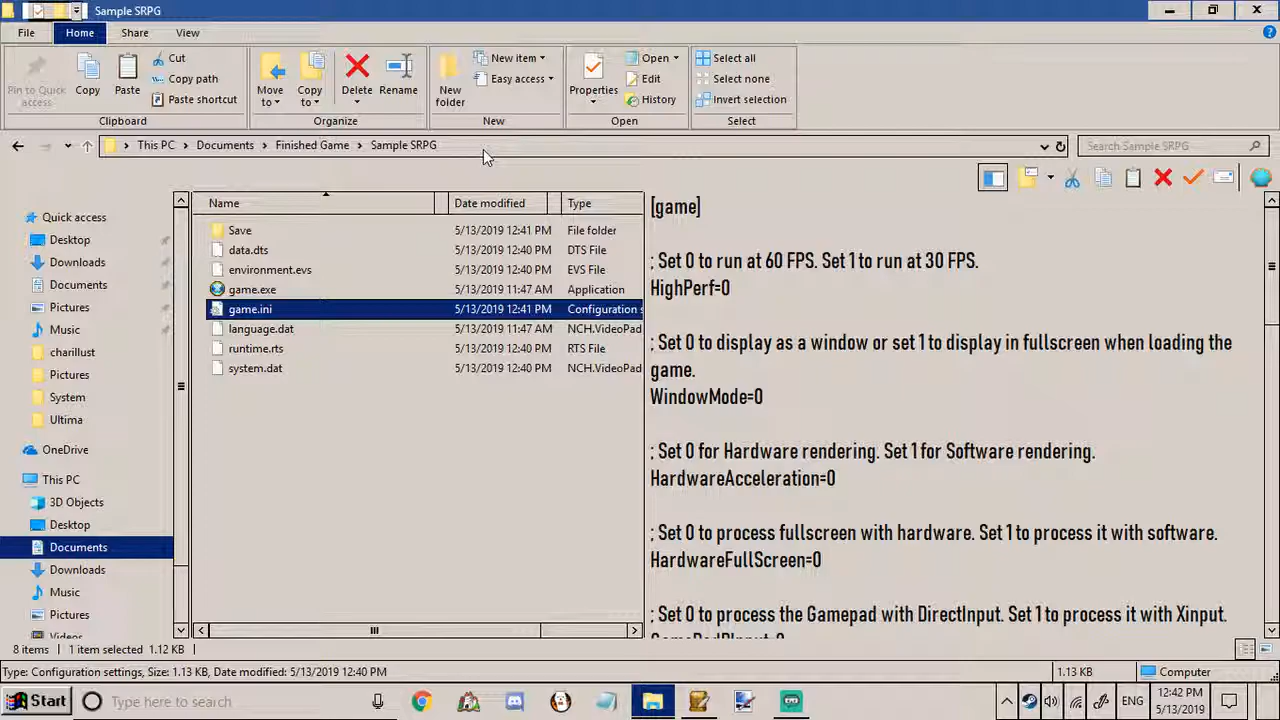 Sample SRPG
File Home Share View
Pin to Quick access
Copy
Paste
Cut
Copy path
Paste shortcut
Clipboard
Move to
Copy to
Delete
Rename
Organize
New folder
New item
Easy access
New
Properties
Open
Edit
History
Open
Select all
Select none
Invert selection
Select
This PC Documents Finished Game Sample SRPG
Search Sample SRPG
Quick access
Desktop
Downloads
Documents
Pictures
Music
charillust
Pictures
System
Ultima
OneDrive
This PC
3D Objects
Desktop
Documents
Downloads
Music
Pictures
Videos
Name Date modified Type
Save 5/13/2019 12:41 PM File folder
data.dts 5/13/2019 12:40 PM DTS File
environment.evs 5/13/2019 12:40 PM EVS File
game.exe 5/13/2019 11:47 AM Application
game.ini 5/13/2019 12:41 PM Configuration s
language.dat 5/13/2019 11:47 AM NCH.VideoPad
runtime.rts 5/13/2019 12:40 PM RTS File
system.dat 5/13/2019 12:40 PM NCH.VideoPad
[game]
; Set 0 to run at 60 FPS. Set 1 to run at 30 FPS.
HighPerf=0
; Set 0 to display as a window or set 1 to display in fullscreen when loading the
game.
WindowMode=0
; Set 0 for Hardware rendering. Set 1 for Software rendering.
HardwareAcceleration=0
; Set 0 to process fullscreen with hardware. Set 1 to process it with software.
HardwareFullScreen=0
; Set 0 to process the Gamepad with DirectInput. Set 1 to process it with Xinput.
8 items 1 item selected 1.12 KB
Type: Configuration settings, Size: 1.13 KB, Date modified: 5/13/2019 12:40 PM 1.13 KB Computer
Start Type here to search ENG 12:42 PM
5/13/2019